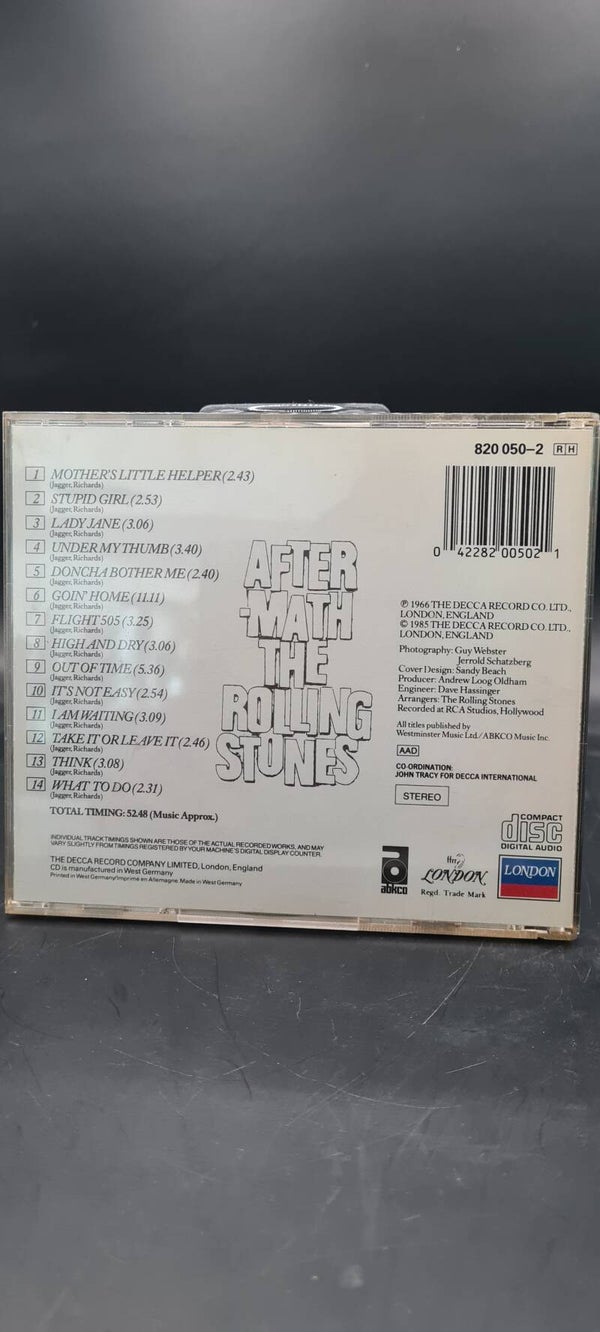 820 050-2 RH
1 MOTHER'S LITTLE HELPER (2.43)
(Jagger, Richards)
2 STUPID GIRL (2.53)
(Jagger, Richards)
3 LADY JANE (3.06)
(Jagger, Richards)
4 UNDER MY THUMB (3.40)
(Jagger, Richards)
5 DONCHA BOTHER ME (2.40)
(Jagger, Richards)
6 GOIN' HOME (11.11)
(Jagger, Richards)
7 FLIGHT 505 (3.25)
(Jagger, Richards)
8 HIGH AND DRY (3.06)
(Jagger, Richards)
9 OUT OF TIME (5.36)
(Jagger, Richards)
10 IT'S NOT EASY (2.54)
(Jagger, Richards)
11 I AM WAITING (3.09)
(Jagger, Richards)
12 TAKE IT OR LEAVE IT (2.46)
(Jagger, Richards)
13 THINK (3.08)
(Jagger, Richards)
14 WHAT TO DO (2.31)
(Jagger, Richards)
TOTAL TIMING: 52.48 (Music Approx.)
INDIVIDUAL TRACK TIMINGS SHOWN ARE THOSE OF THE ACTUAL RECORDED WORKS, AND MAY
VARY SLIGHTLY FROM TIMINGS REGISTERED BY YOUR MACHINE'S DIGITAL DISPLAY COUNTER.
THE DECCA RECORD COMPANY LIMITED, London, England
CD is manufactured in West Germany
Printed in West Germany/Imprimé en Allemagne. Made in West Germany
AFTER
-MATH
THE
ROLLING
STONES
0 42282 00502 1
℗ 1966 THE DECCA RECORD CO. LTD.,
LONDON, ENGLAND
© 1985 THE DECCA RECORD CO. LTD.,
LONDON, ENGLAND
Photography: Guy Webster
Jerrold Schatzberg
Cover Design: Sandy Beach
Producer: Andrew Loog Oldham
Engineer: Dave Hassinger
Arrangers: The Rolling Stones
Recorded at RCA Studios, Hollywood
All titles published by
Westminster Music Ltd./ABKCO Music Inc.
AAD
CO-ORDINATION:
JOHN TRACY FOR DECCA INTERNATIONAL
STEREO
COMPACT
disc
DIGITAL AUDIO
abkco
LONDON
Regd. Trade Mark
LONDON